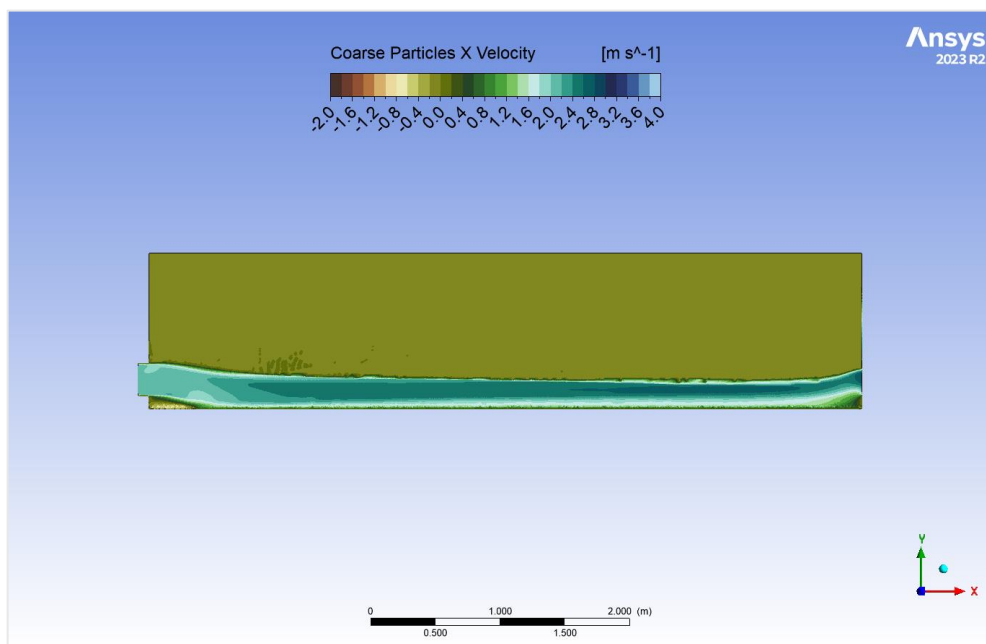 Ansys
2023 R2
Coarse Particles X Velocity [m s^-1]
-2.0 -1.6 -1.2 -0.8 -0.4 0.0 0.4 0.8 1.2 1.6 2.0 2.4 2.8 3.2 3.6 4.0
Y
X
0 1.000 2.000 (m)
0.500 1.500